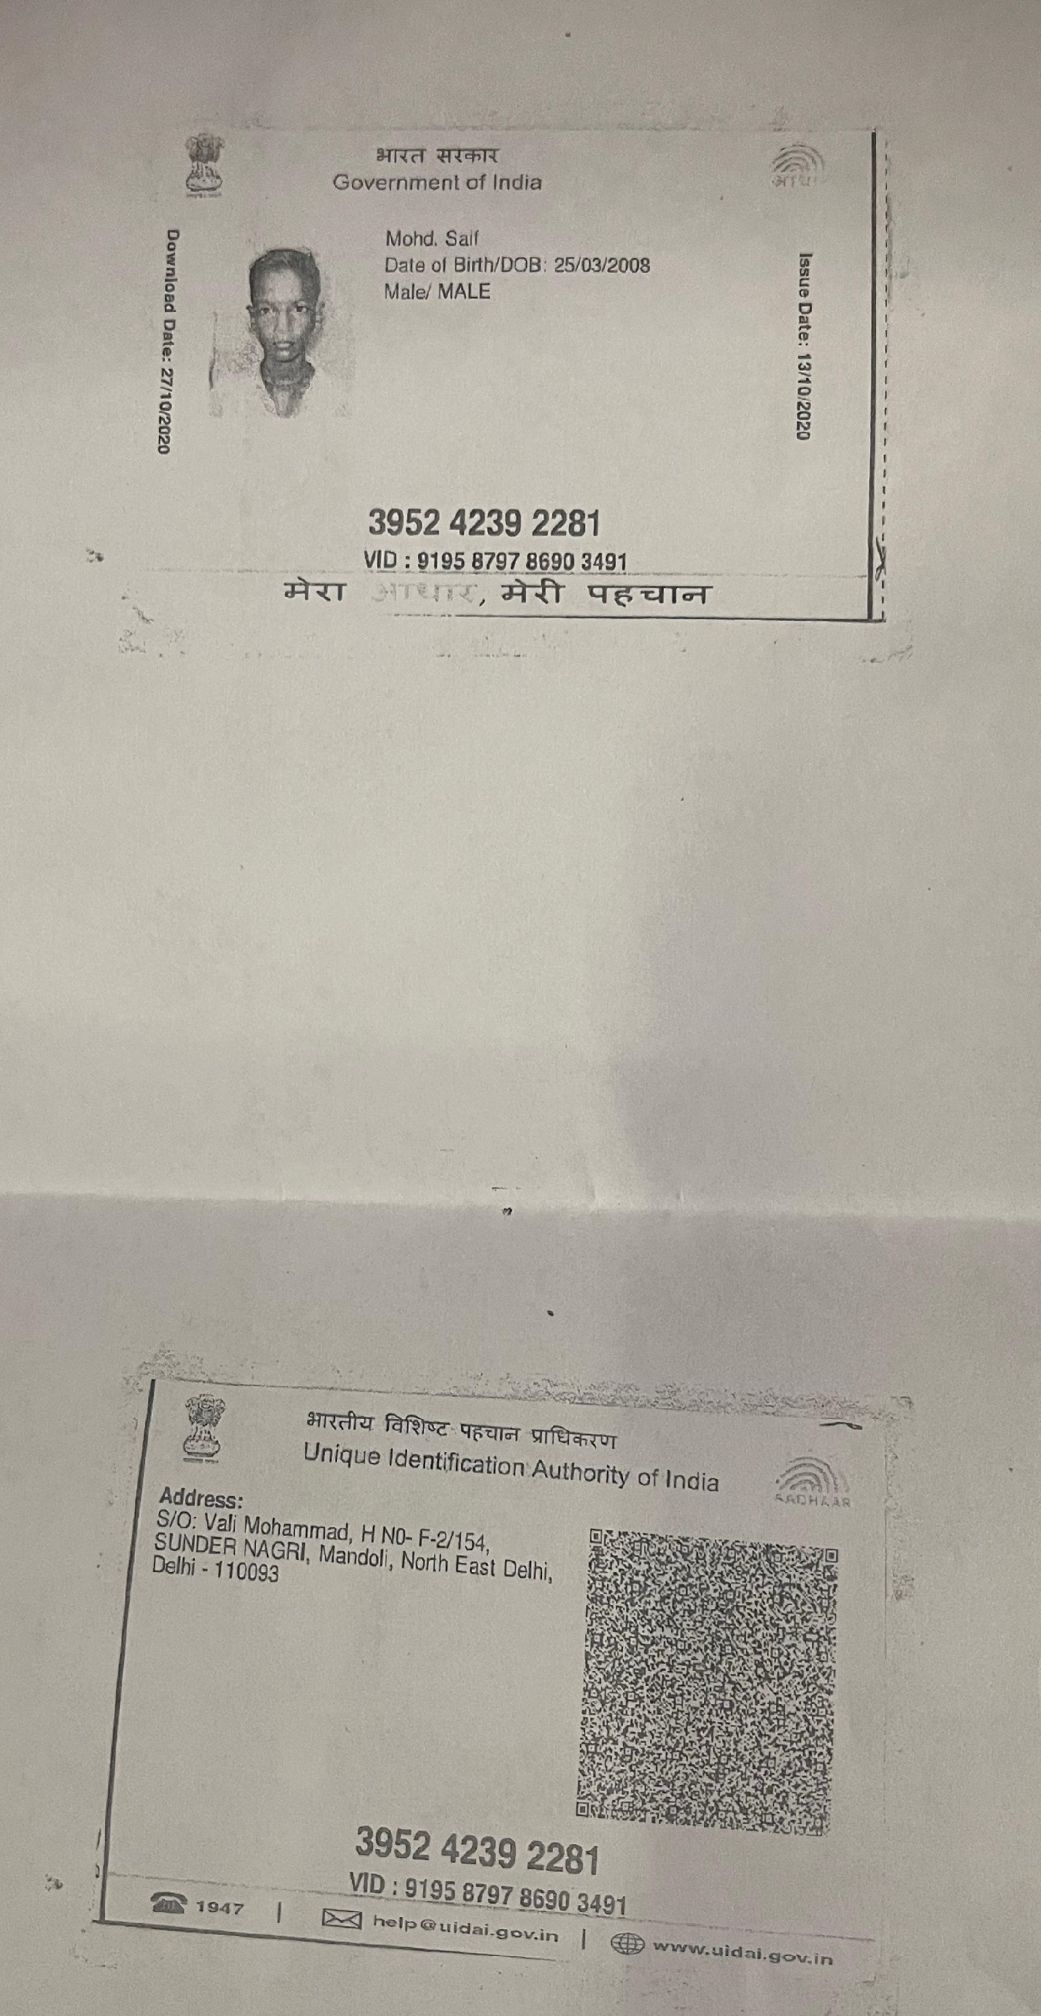 भारत सरकार
Government of India
Download Date: 27/10/2020
Mohd. Saif
Date of Birth/DOB: 25/03/2008
Male/ MALE
Issue Date: 13/10/2020
3952 4239 2281
VID : 9195 8797 8690 3491
मेरा आधार, मेरी पहचान
भारतीय विशिष्ट पहचान प्राधिकरण
Unique Identification Authority of India
AADHAAR
Address:
S/O: Vali Mohammad, H N0- F-2/154,
SUNDER NAGRI, Mandoli, North East Delhi,
Delhi - 110093
3952 4239 2281
VID : 9195 8797 8690 3491
1947 | help@uidai.gov.in | www.uidai.gov.in